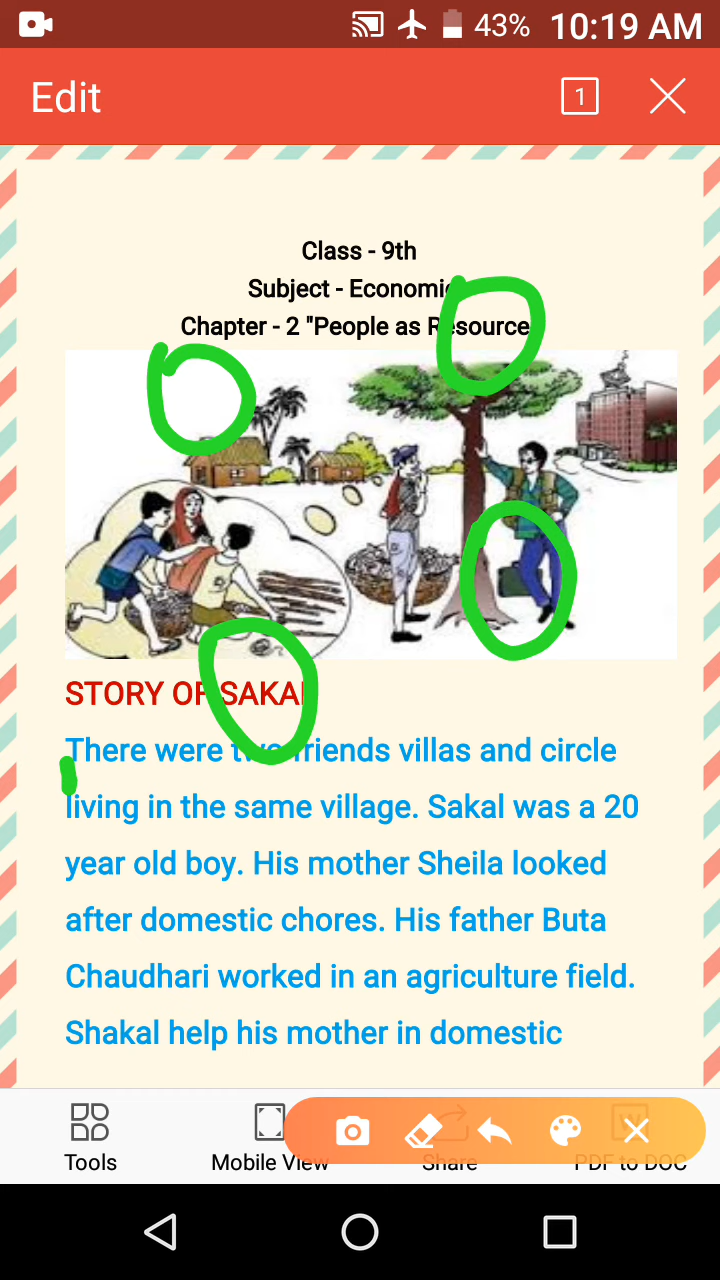 43% 10:19 AM
Edit
1
Class - 9th
Subject - Economic
Chapter - 2 "People as Resource
STORY OF SAKAL
There were two friends villas and circle
living in the same village. Sakal was a 20
year old boy. His mother Sheila looked
after domestic chores. His father Buta
Chaudhari worked in an agriculture field.
Shakal help his mother in domestic
Tools Mobile View Share PDF to DOC